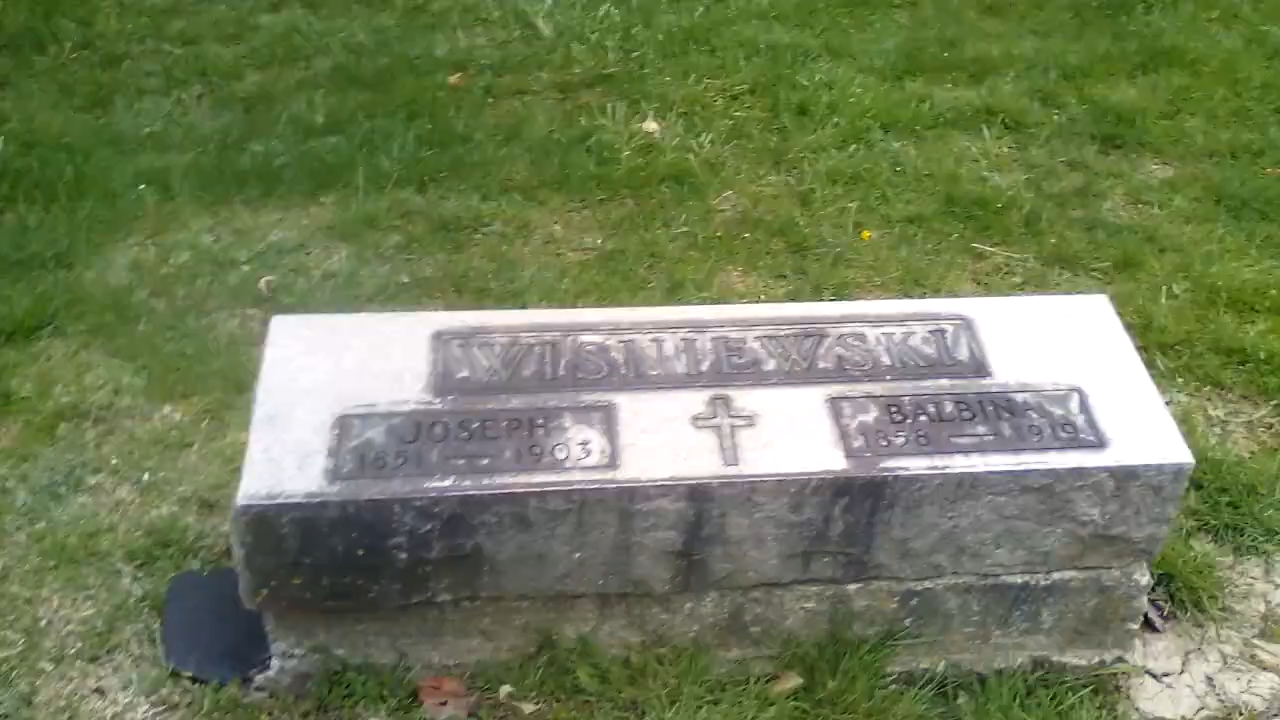 WISNIEWSKI
JOSEPH
1851 — 1903
BALBINA
1858 — 1919